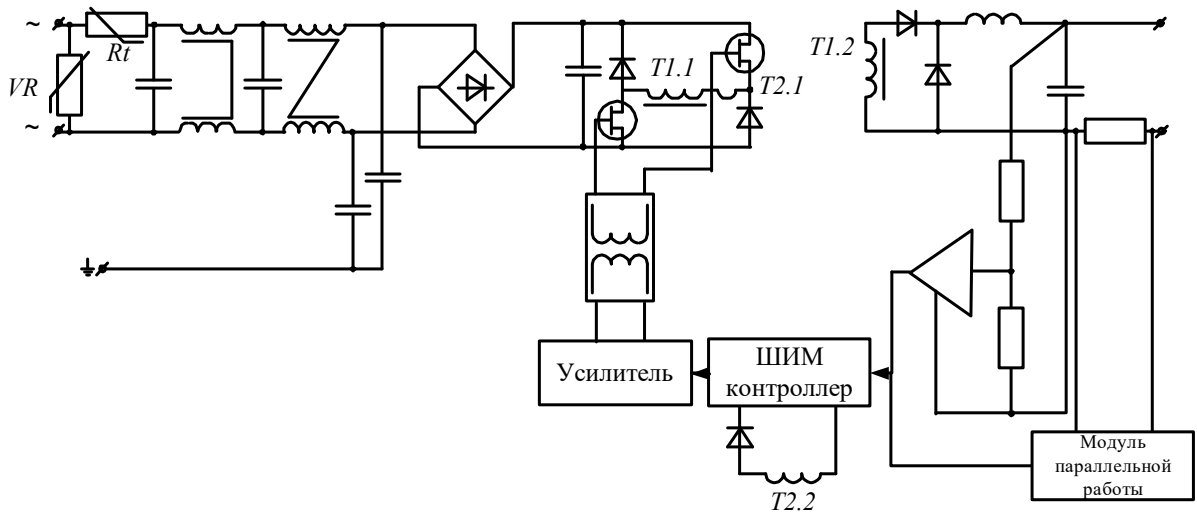 ~
Rt
VR
~
T1.1
T2.1
T1.2
Усилитель
ШИМ
контроллер
T2.2
Модуль
параллельной
работы